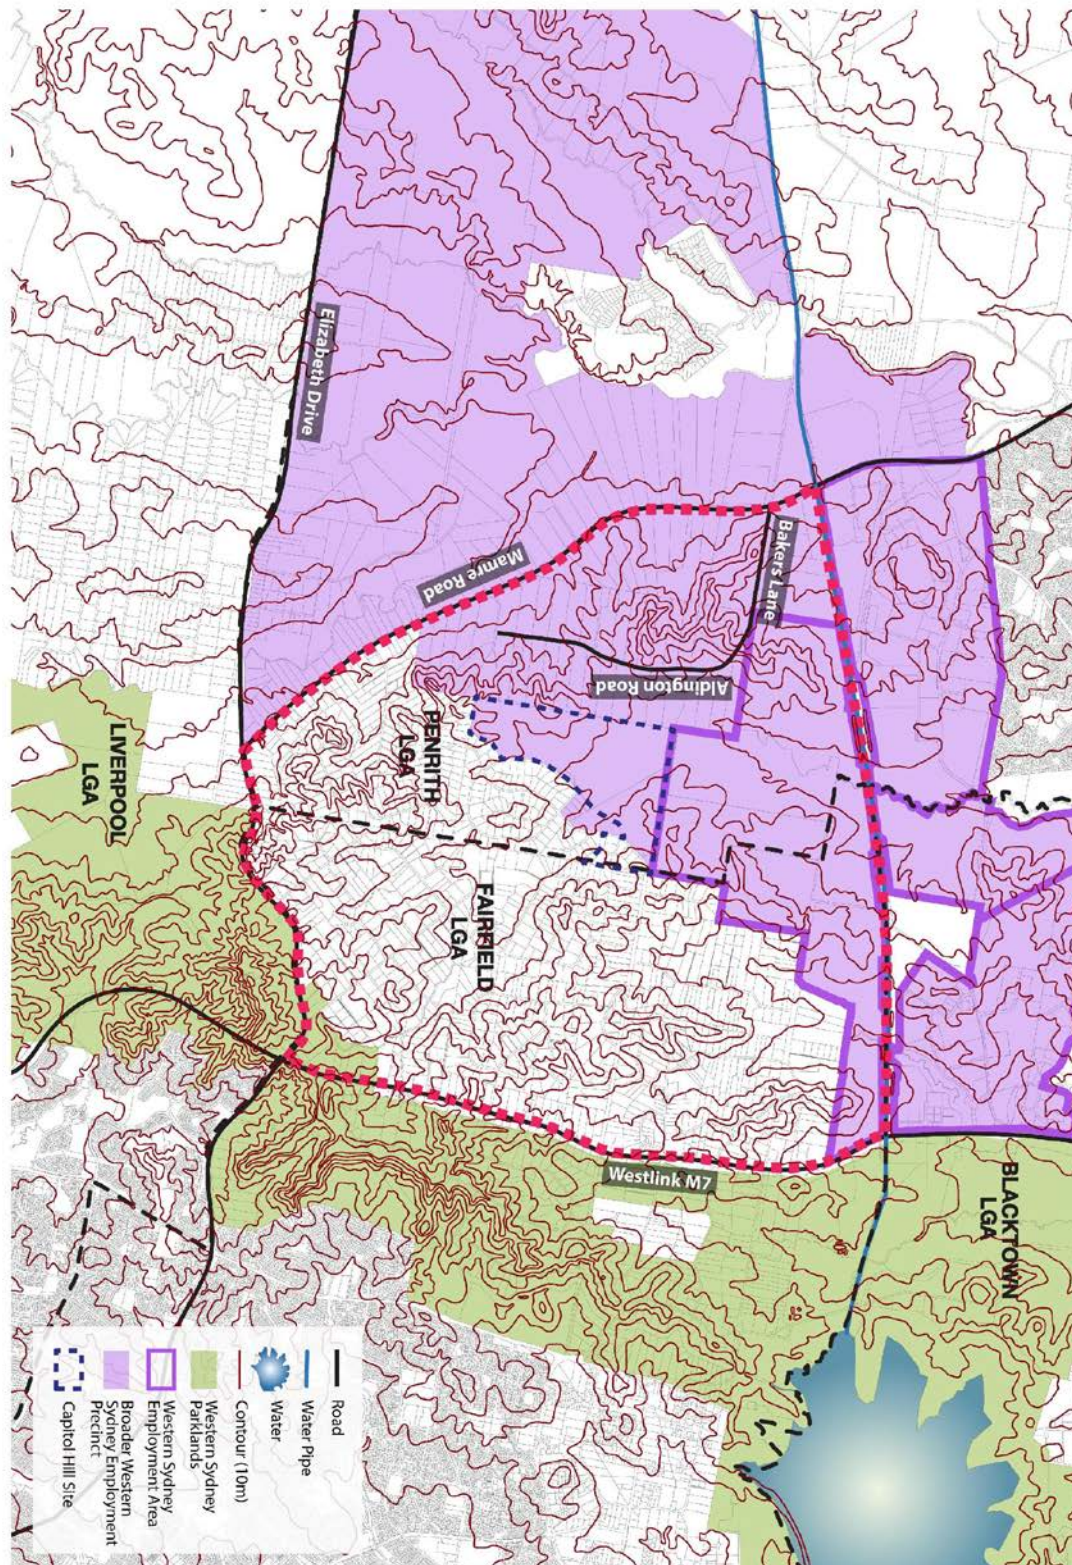 Elizabeth Drive
Mamre Road
Bakers Lane
Aldington Road
PENRITH
LGA
LIVERPOOL
LGA
FAIRFIELD
LGA
Westlink M7
BLACKTOWN
LGA
Road
Water Pipe
Water
Contour (10m)
Western Sydney
Parklands
Western Sydney
Employment Area
Broader Western
Sydney Employment
Precinct
Capitol Hill Site